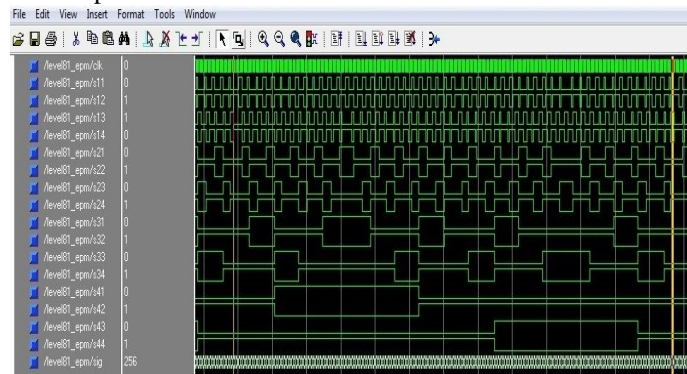 File Edit View Insert Format Tools Window
/level81_epm/clk 0
/level81_epm/s11 0
/level81_epm/s12 1
/level81_epm/s13 1
/level81_epm/s14 0
/level81_epm/s21 0
/level81_epm/s22 1
/level81_epm/s23 0
/level81_epm/s24 1
/level81_epm/s31 0
/level81_epm/s32 1
/level81_epm/s33 0
/level81_epm/s34 1
/level81_epm/s41 0
/level81_epm/s42 1
/level81_epm/s43 0
/level81_epm/s44 1
/level81_epm/sig 256